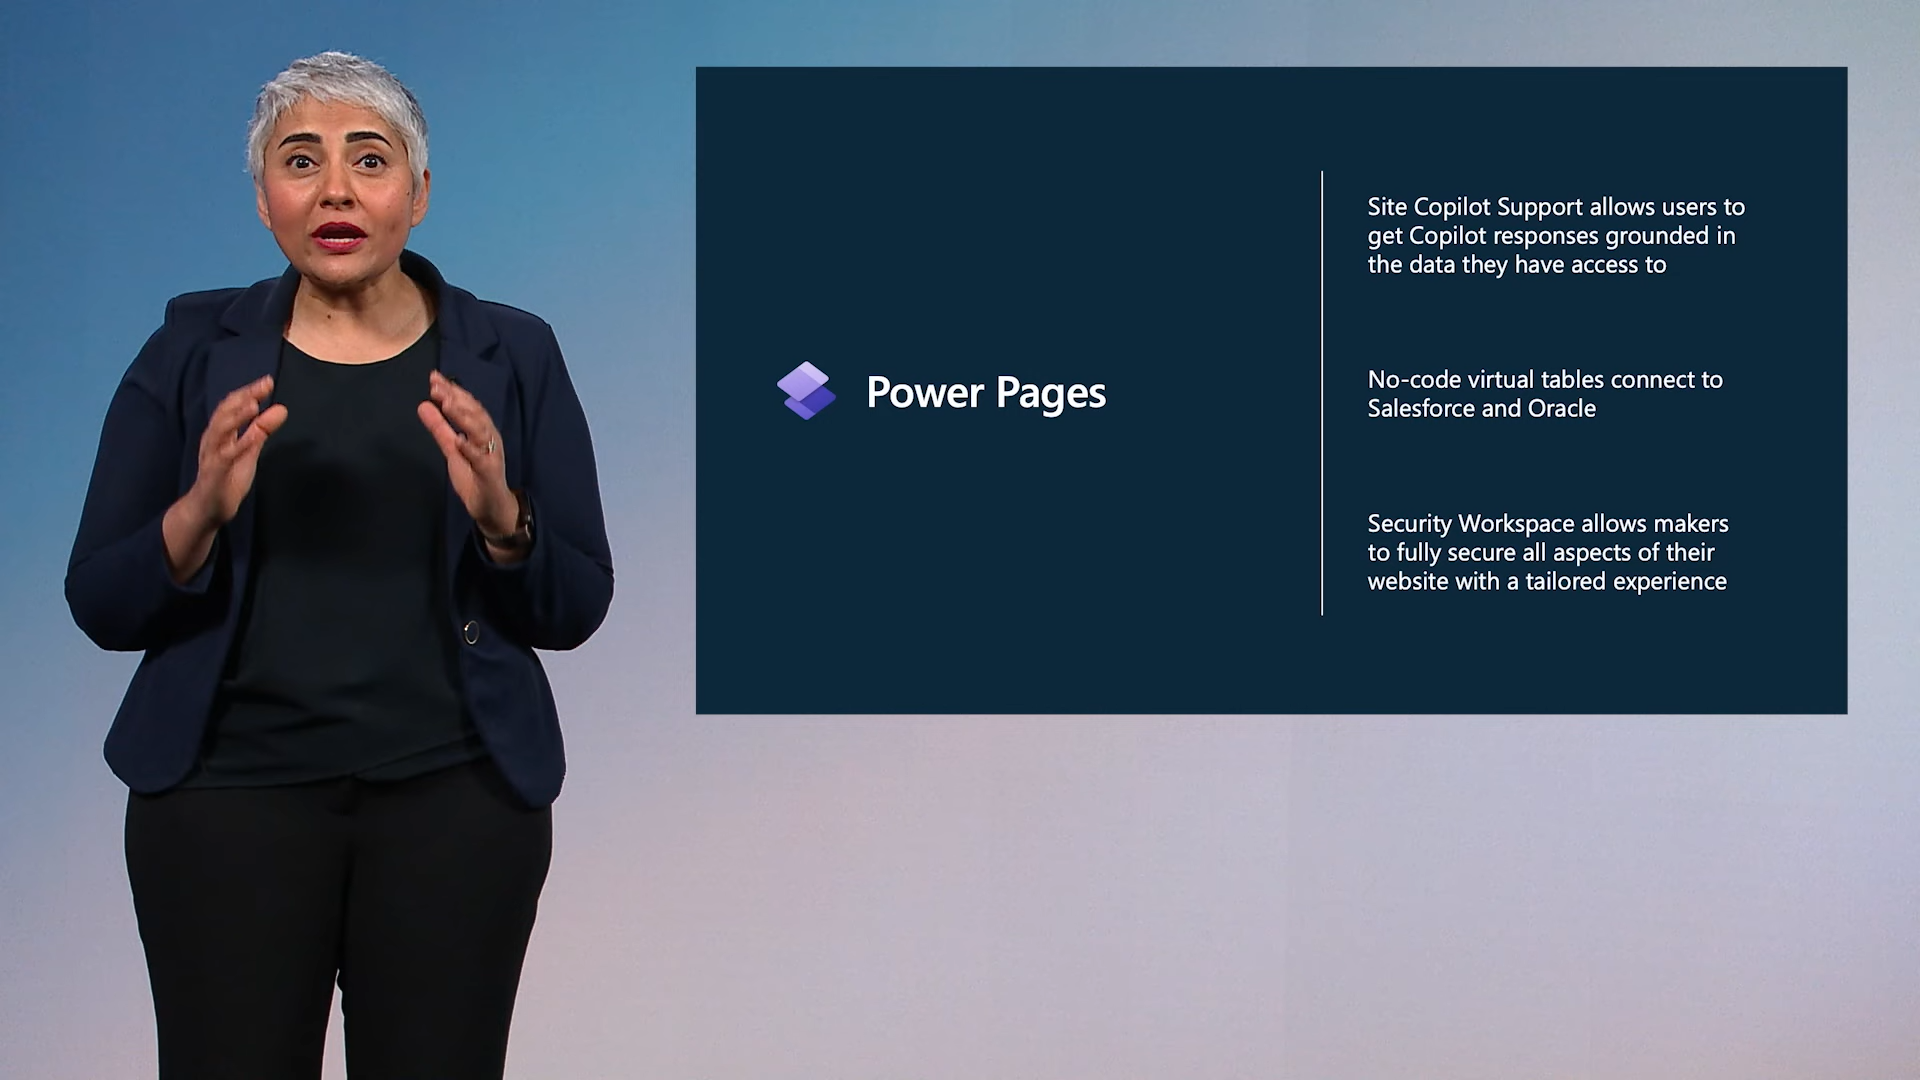 Power Pages
Site Copilot Support allows users to
get Copilot responses grounded in
the data they have access to
No-code virtual tables connect to
Salesforce and Oracle
Security Workspace allows makers
to fully secure all aspects of their
website with a tailored experience